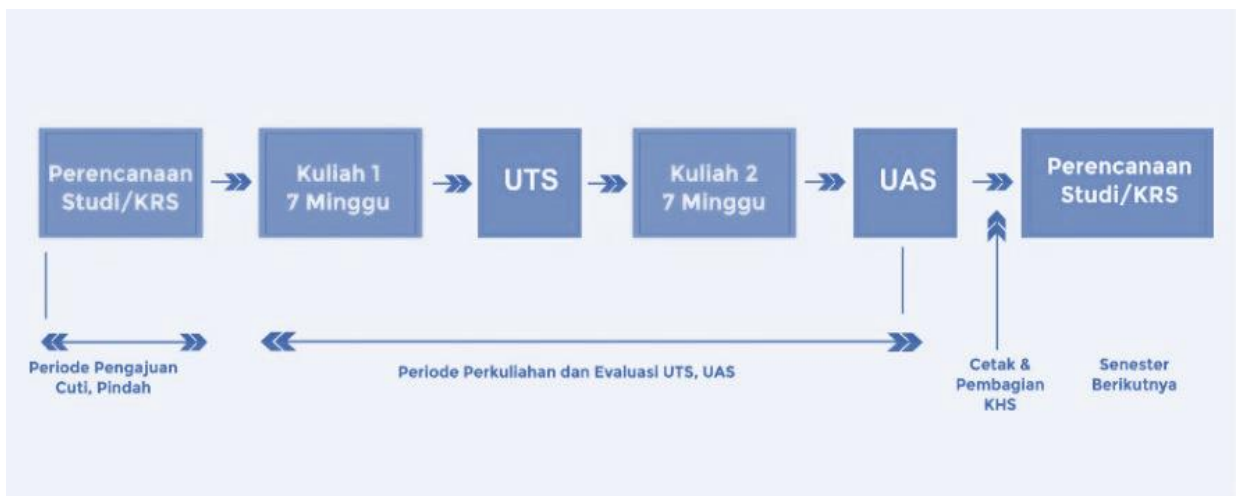 Perencanaan
Studi/KRS
Kuliah 1
7 Minggu
UTS
Kuliah 2
7 Minggu
UAS
Perencanaan
Studi/KRS
Periode Pengajuan
Cuti, Pindah
Periode Perkuliahan dan Evaluasi UTS, UAS
Cetak &
Pembagian
KHS
Senester
Berikutnya